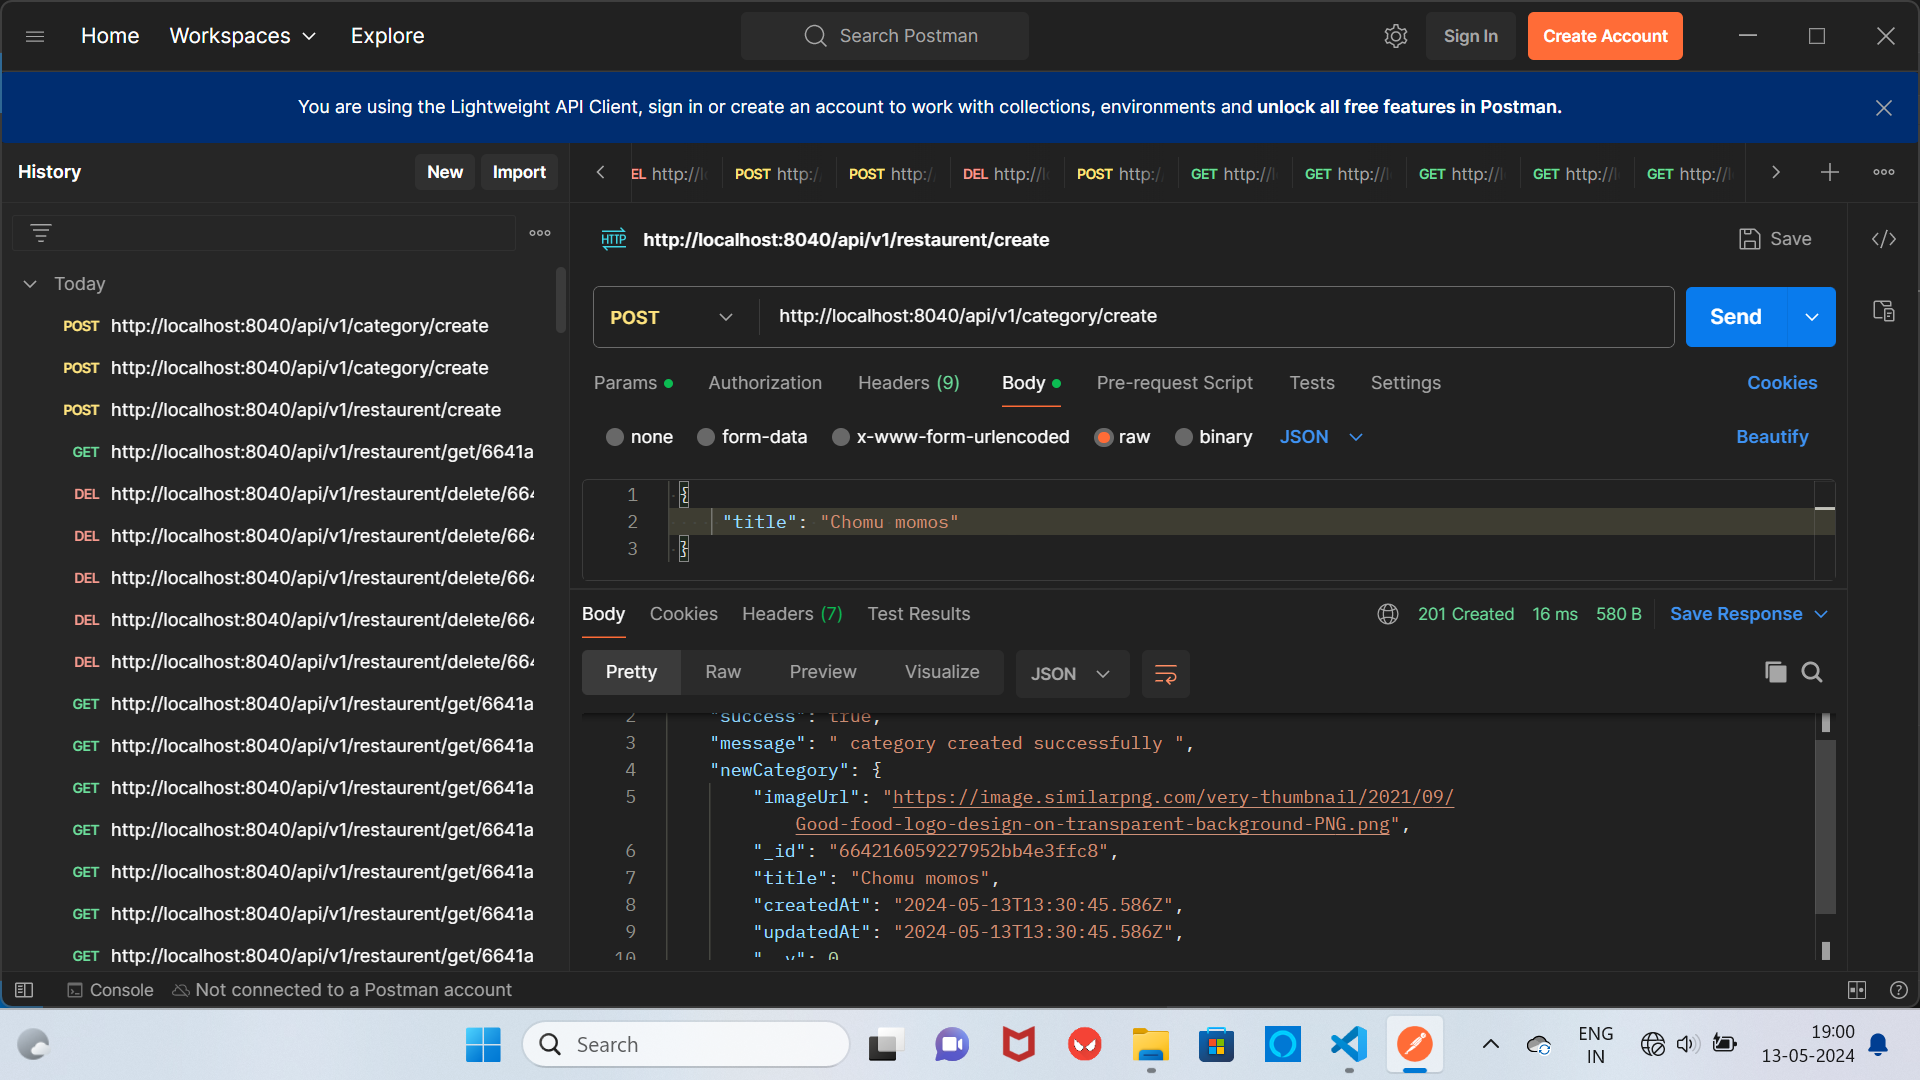 Home Workspaces Explore Search Postman Sign In Create Account
You are using the Lightweight API Client, sign in or create an account to work with collections, environments and unlock all free features in Postman.
History New Import
EL http://l POST http:/ POST http:/ DEL http://l POST http:/ GET http://l GET http://l GET http://l GET http://l GET http://l
HTTP http://localhost:8040/api/v1/restaurent/create Save
Today
POST http://localhost:8040/api/v1/category/create
POST http://localhost:8040/api/v1/category/create
POST http://localhost:8040/api/v1/restaurent/create
GET http://localhost:8040/api/v1/restaurent/get/6641a
DEL http://localhost:8040/api/v1/restaurent/delete/664
DEL http://localhost:8040/api/v1/restaurent/delete/664
DEL http://localhost:8040/api/v1/restaurent/delete/664
DEL http://localhost:8040/api/v1/restaurent/delete/664
DEL http://localhost:8040/api/v1/restaurent/delete/664
GET http://localhost:8040/api/v1/restaurent/get/6641a
GET http://localhost:8040/api/v1/restaurent/get/6641a
GET http://localhost:8040/api/v1/restaurent/get/6641a
GET http://localhost:8040/api/v1/restaurent/get/6641a
GET http://localhost:8040/api/v1/restaurent/get/6641a
GET http://localhost:8040/api/v1/restaurent/get/6641a
GET http://localhost:8040/api/v1/restaurent/get/6641a
POST http://localhost:8040/api/v1/category/create Send
Params Authorization Headers (9) Body Pre-request Script Tests Settings Cookies
none form-data x-www-form-urlencoded raw binary JSON Beautify
1 {
2 "title": "Chomu momos"
3 }
Body Cookies Headers (7) Test Results 201 Created 16 ms 580 B Save Response
Pretty Raw Preview Visualize JSON
2 "success": true,
3 "message": " category created successfully ",
4 "newCategory": {
5 "imageUrl": "https://image.similarpng.com/very-thumbnail/2021/09/
Good-food-logo-design-on-transparent-background-PNG.png",
6 "_id": "664216059227952bb4e3ffc8",
7 "title": "Chomu momos",
8 "createdAt": "2024-05-13T13:30:45.586Z",
9 "updatedAt": "2024-05-13T13:30:45.586Z",
10 "__v": 0
Console Not connected to a Postman account
Search
ENG
IN
19:00
13-05-2024